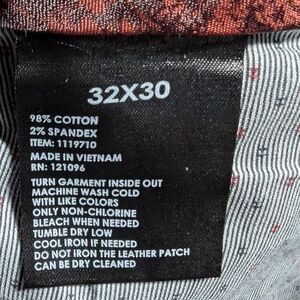 32X30
98% COTTON
2% SPANDEX
ITEM: 1119710
MADE IN VIETNAM
RN: 121096
TURN GARMENT INSIDE OUT
MACHINE WASH COLD
WITH LIKE COLORS
ONLY NON-CHLORINE
BLEACH WHEN NEEDED
TUMBLE DRY LOW
COOL IRON IF NEEDED
DO NOT IRON THE LEATHER PATCH
CAN BE DRY CLEANED